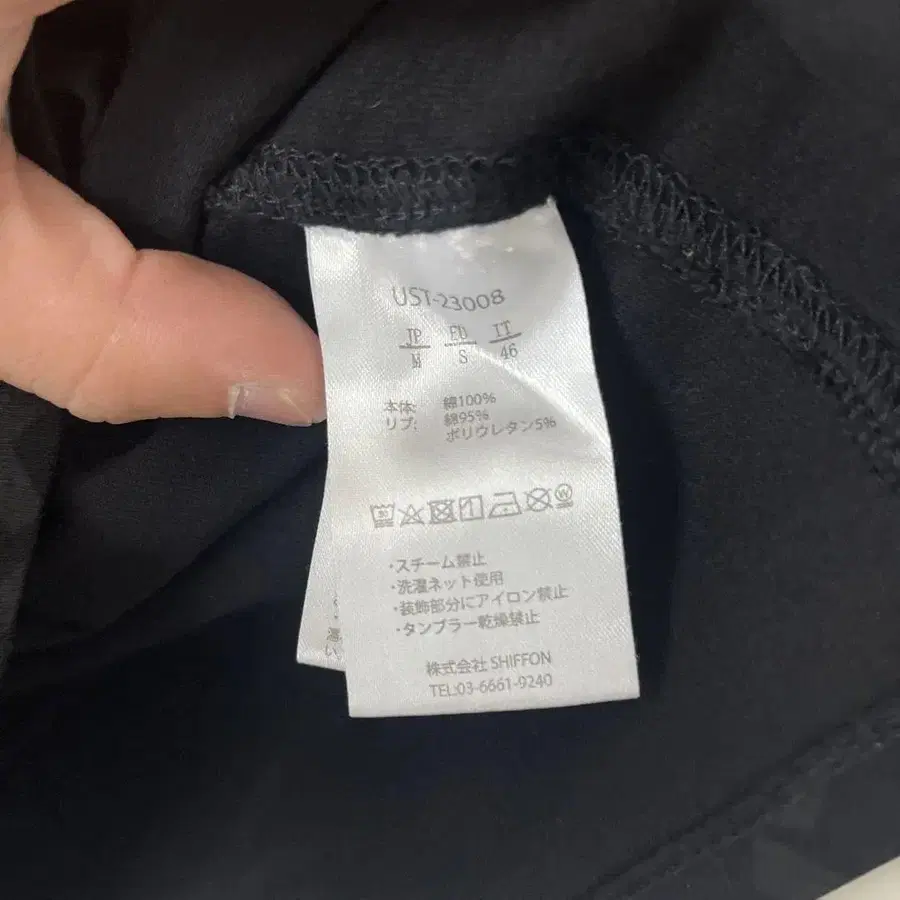 UST-23008
JP EU IT
M S 46
本体: 綿100%
リブ: 綿95%
ポリウレタン5%
・スチーム禁止
・洗濯ネット使用
・装飾部分にアイロン禁止
・タンブラー乾燥禁止
株式会社 SHIFFON
TEL:03-6661-9240